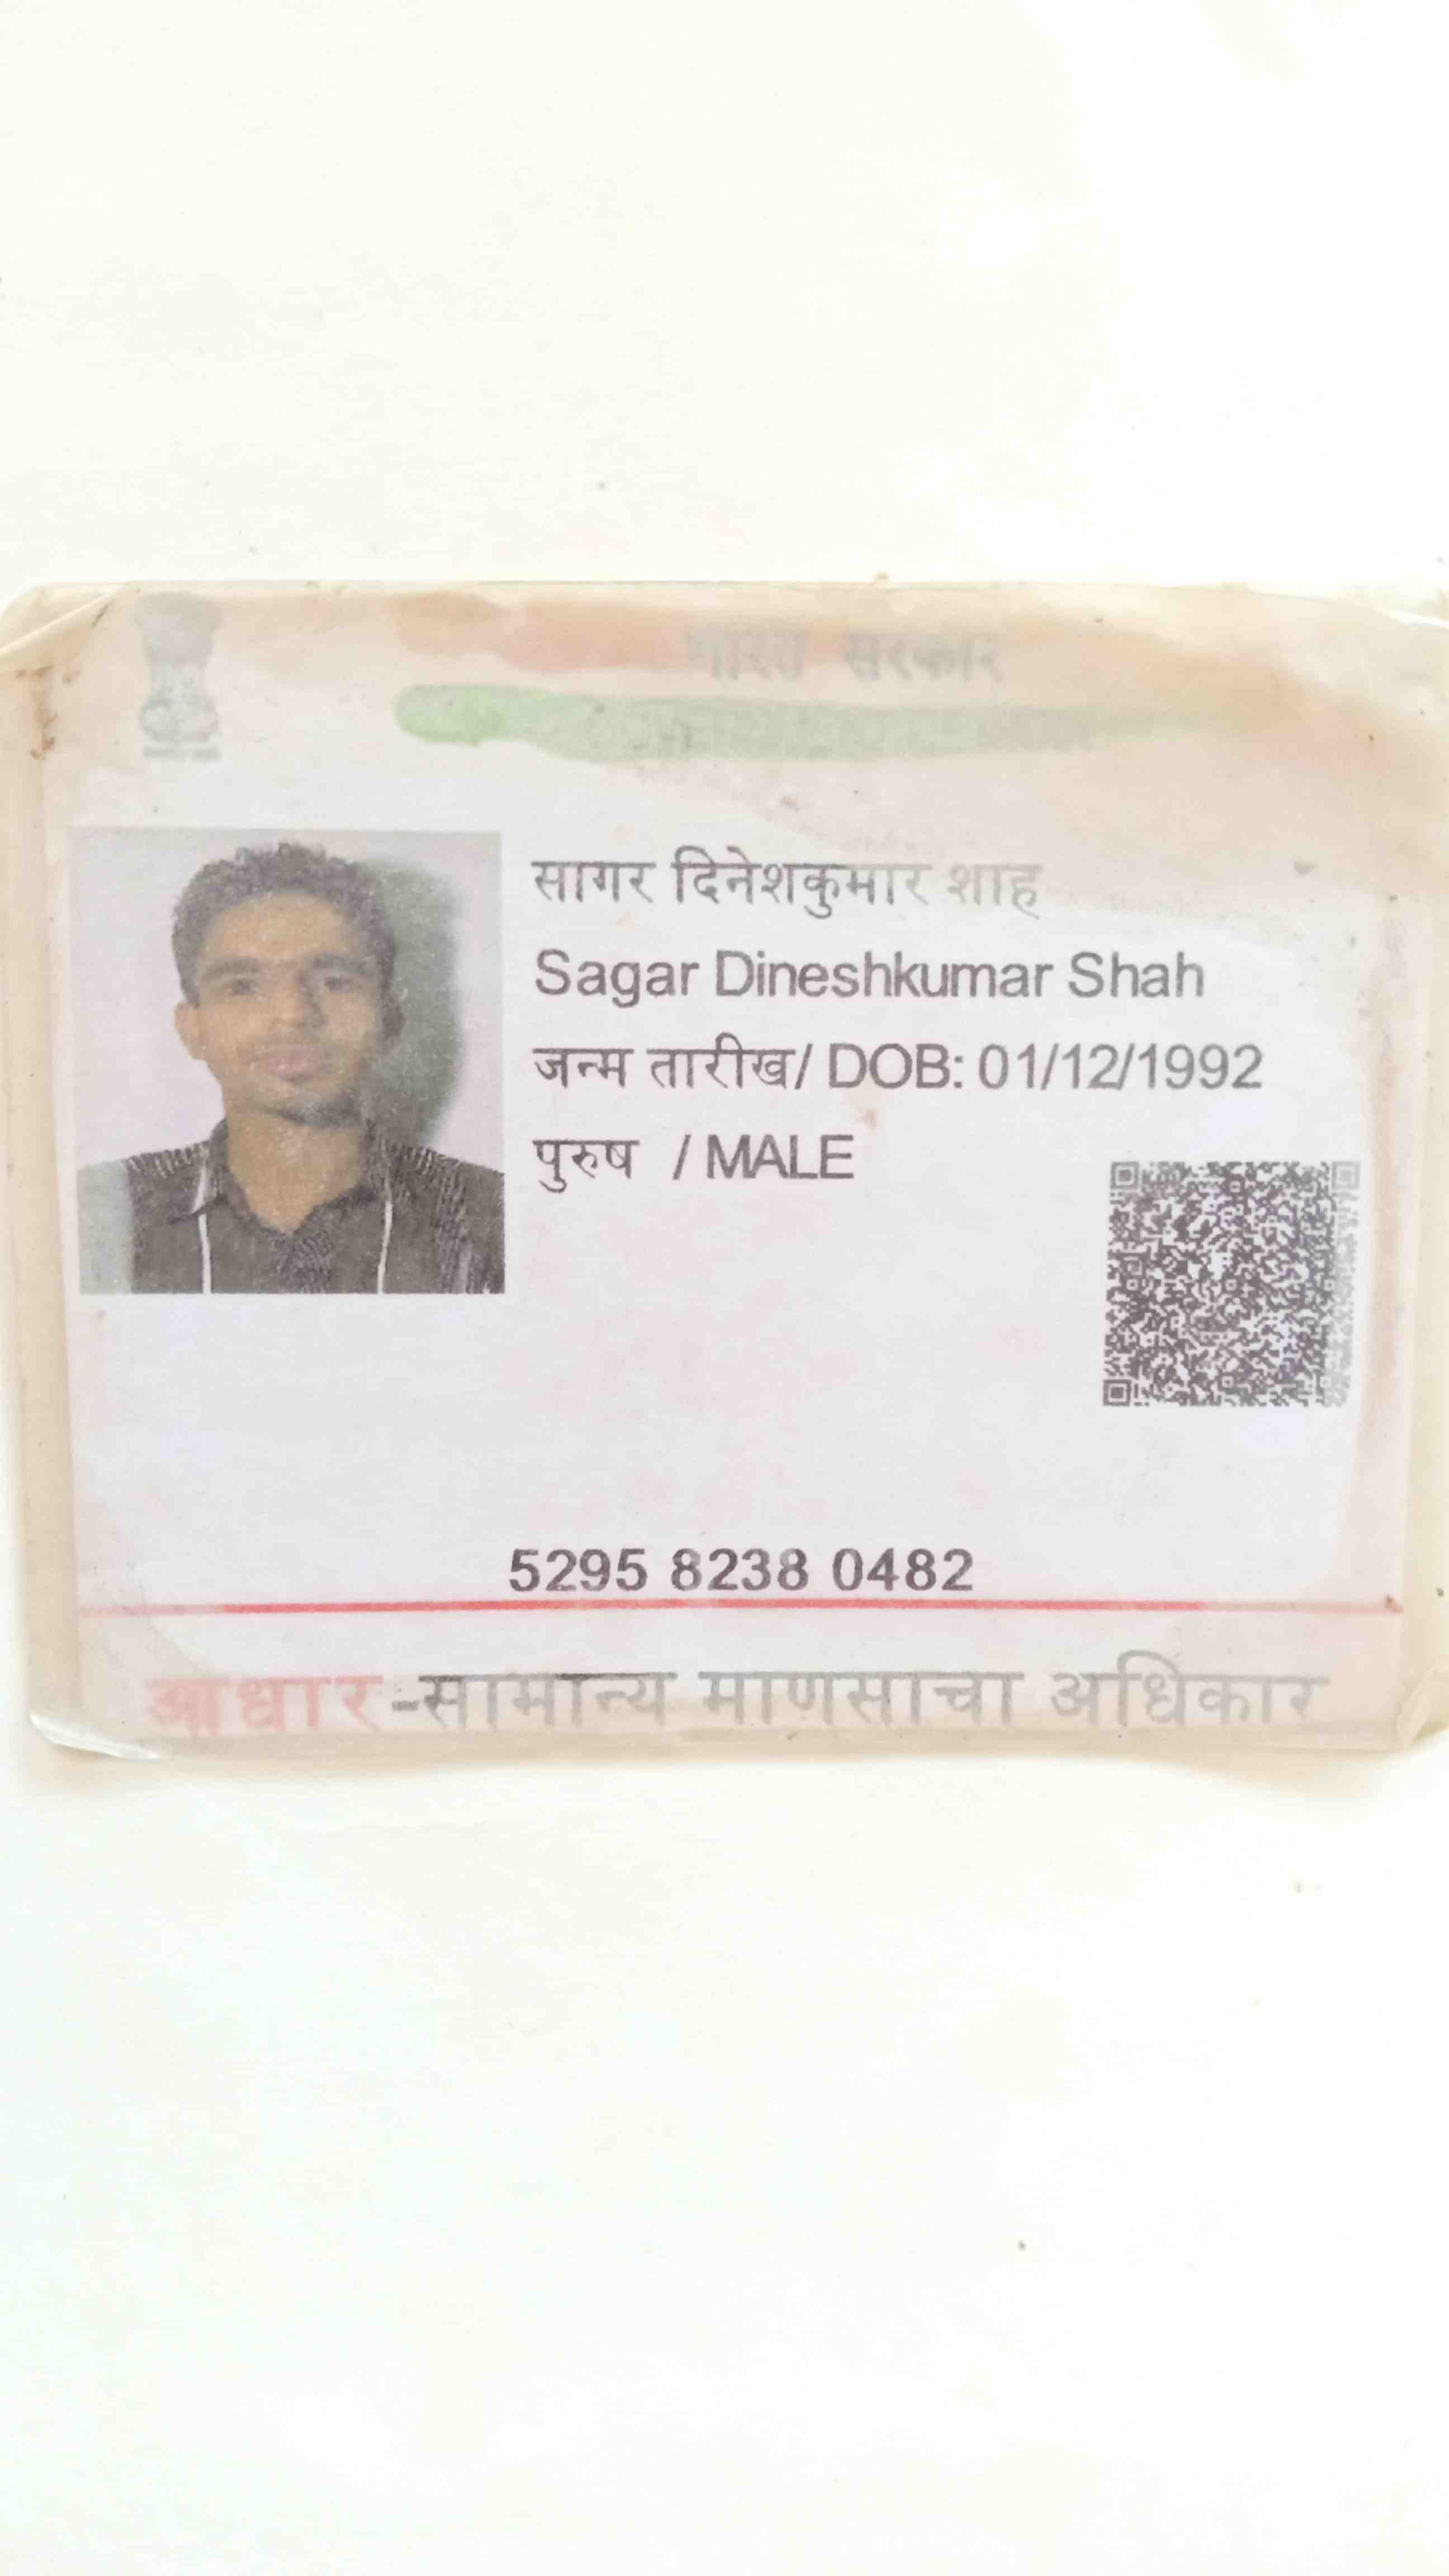 भारत सरकार
सागर दिनेशकुमार शाह
Sagar Dineshkumar Shah
जन्म तारीख/ DOB: 01/12/1992
पुरुष / MALE
5295 8238 0482
आधार-सामान्य माणसाचा अधिकार